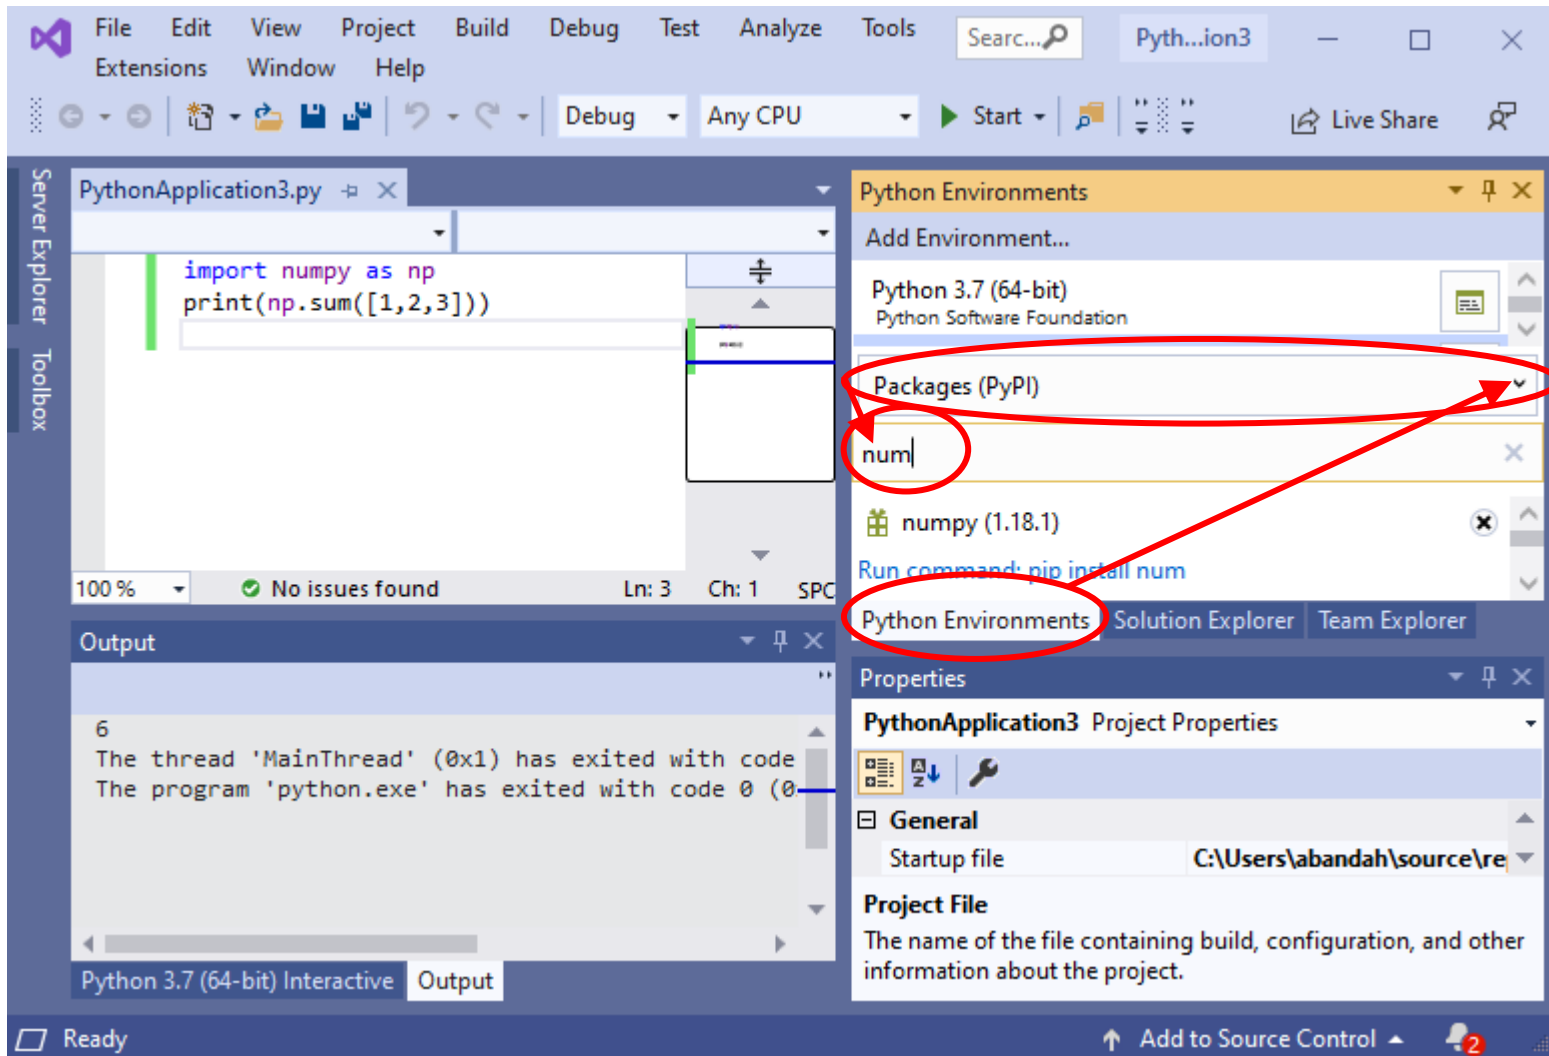 File Edit View Project Build Debug Test Analyze Tools Searc... Pyth...ion3
Extensions Window Help
Debug Any CPU Start Live Share
Server Explorer
Toolbox
PythonApplication3.py
import numpy as np
print(np.sum([1,2,3]))
100 % No issues found Ln: 3 Ch: 1 SPC
Output
6
The thread 'MainThread' (0x1) has exited with code
The program 'python.exe' has exited with code 0 (0
Python 3.7 (64-bit) Interactive Output
Python Environments
Add Environment...
Python 3.7 (64-bit)
Python Software Foundation
Packages (PyPI)
num
numpy (1.18.1)
Run command: pip install num
Python Environments Solution Explorer Team Explorer
Properties
PythonApplication3 Project Properties
General
Startup file C:\Users\abandah\source\re
Project File
The name of the file containing build, configuration, and other
information about the project.
Ready Add to Source Control 2